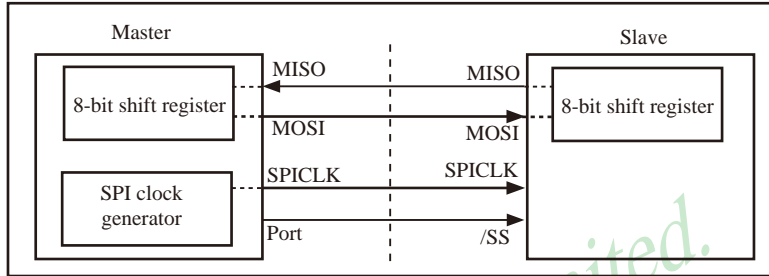 Master
Slave
MISO
MISO
8-bit shift register
8-bit shift register
MOSI
MOSI
SPICLK
SPICLK
SPI clock
generator
Port
/SS